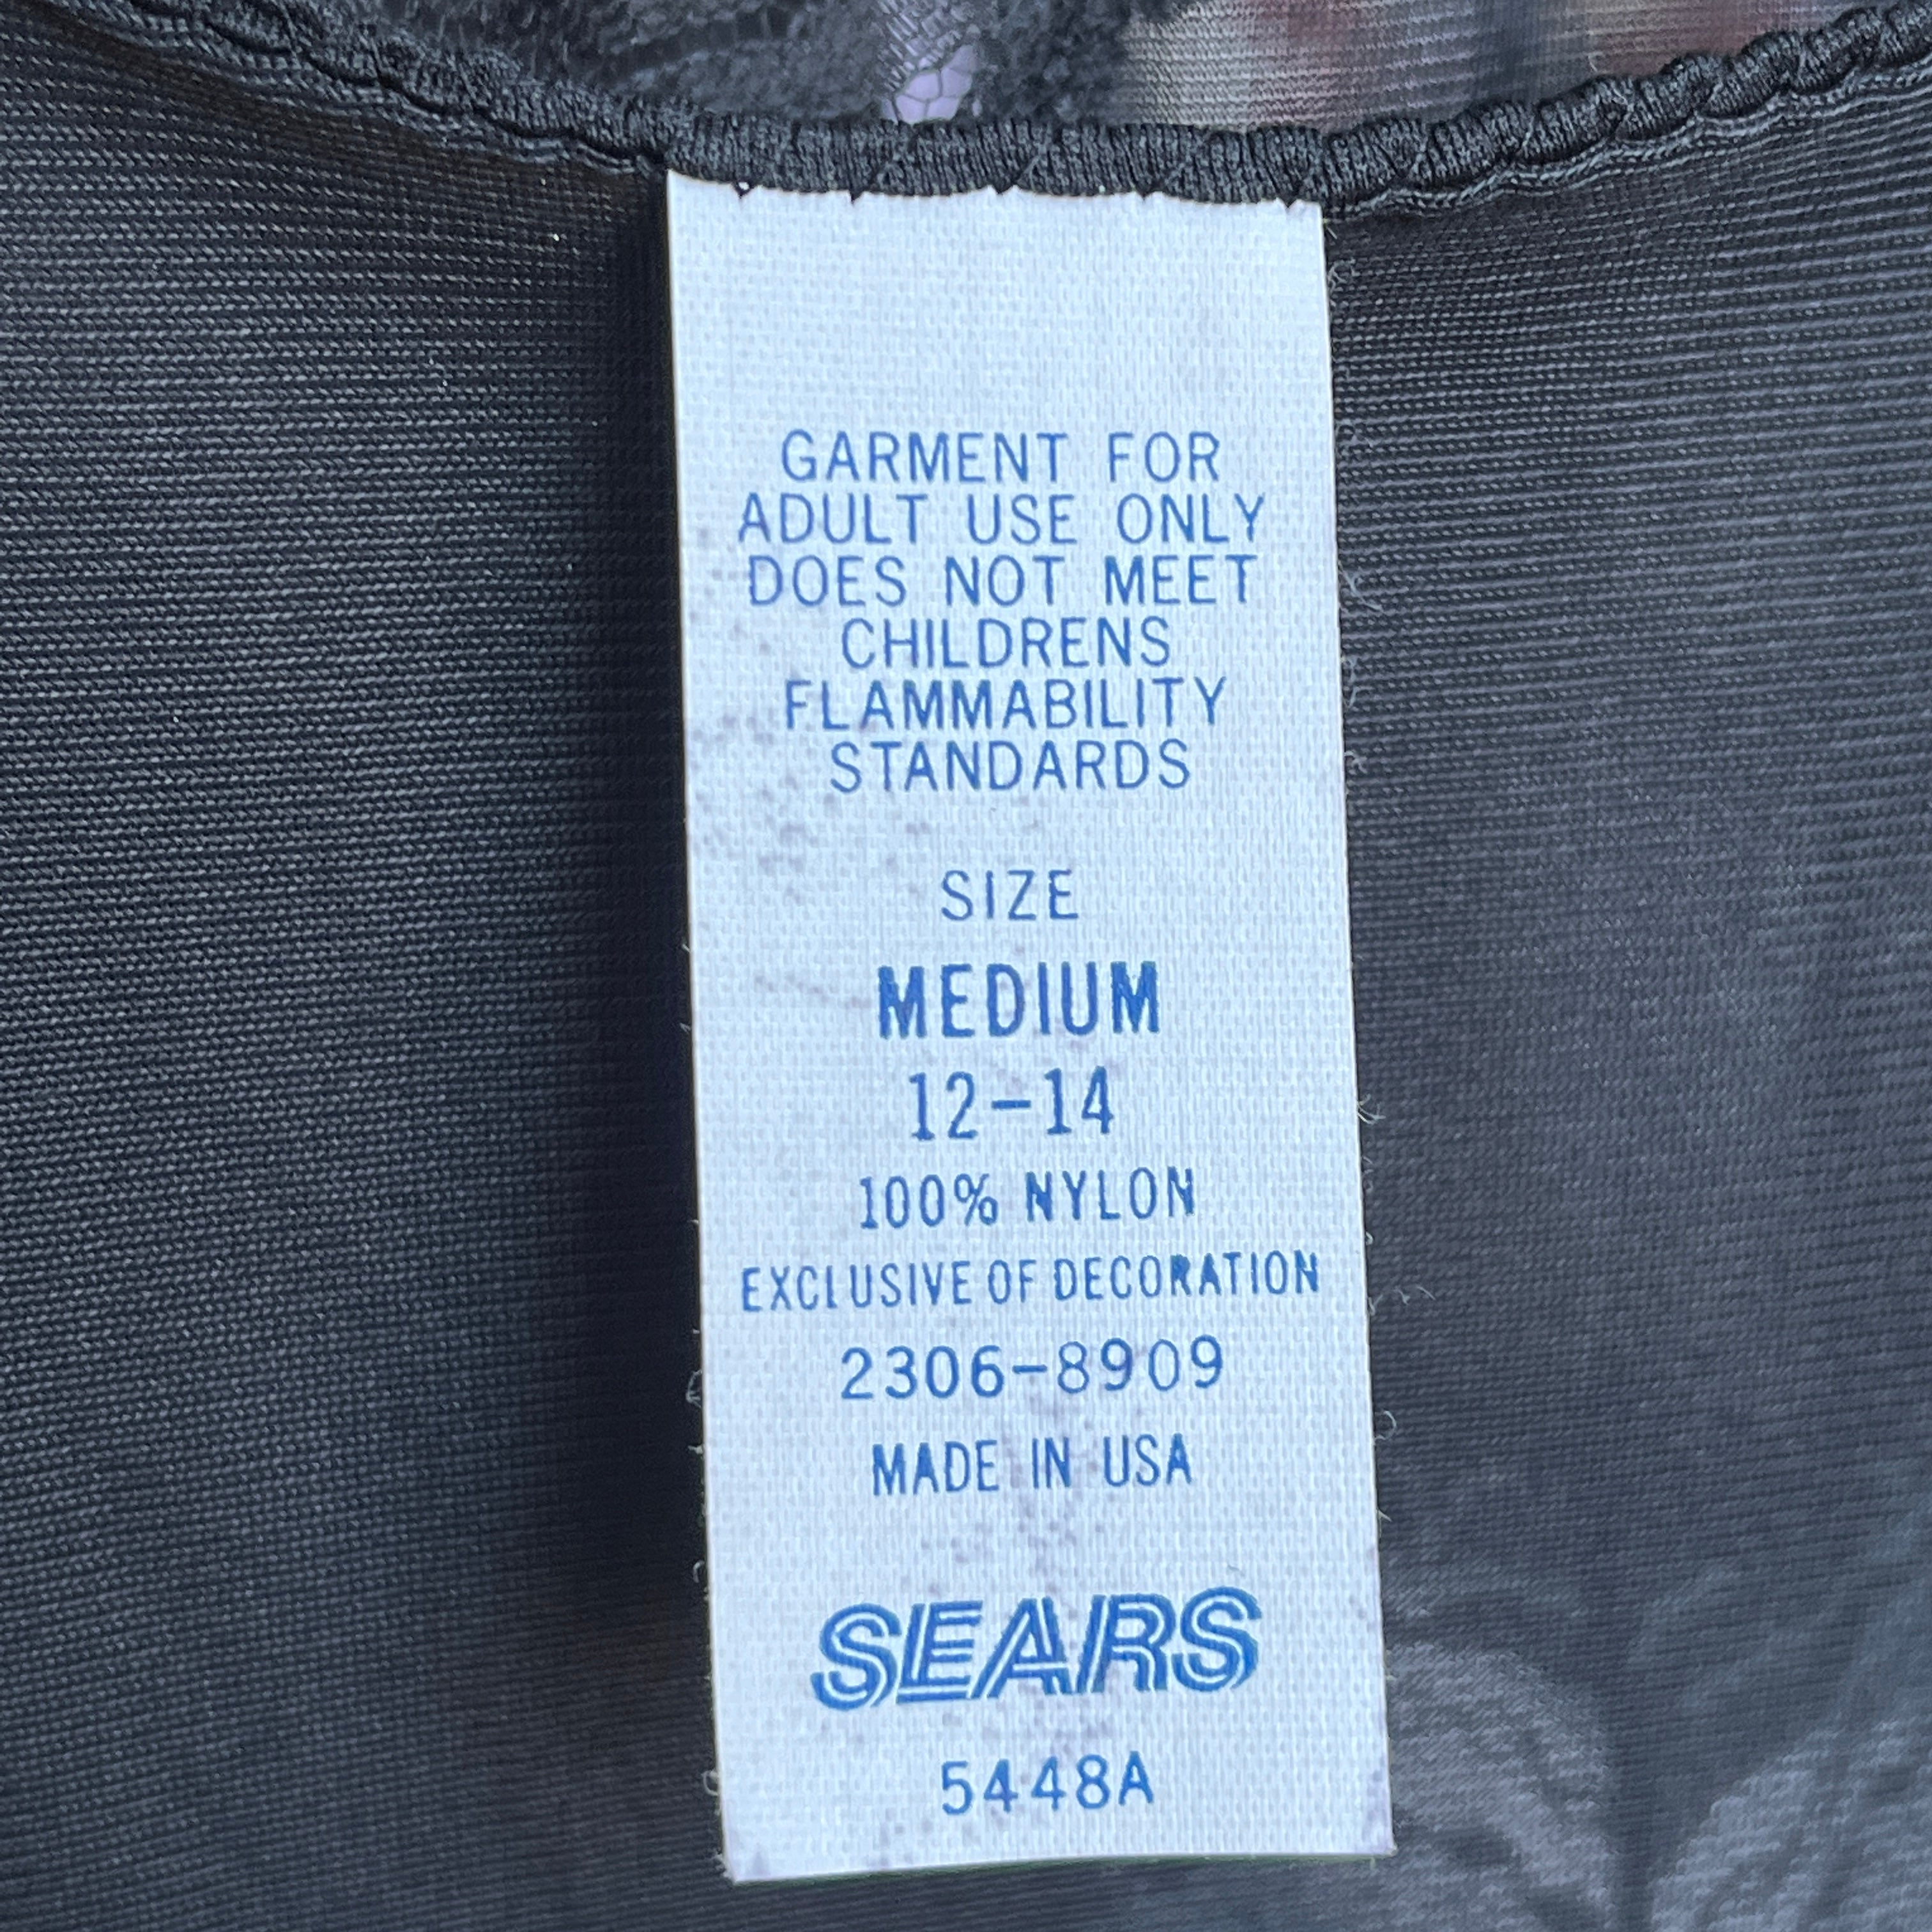 GARMENT FOR
ADULT USE ONLY
DOES NOT MEET
CHILDRENS
FLAMMABILITY
STANDARDS
SIZE
MEDIUM
12-14
100% NYLON
EXCLUSIVE OF DECORATION
2306-8909
MADE IN USA
SEARS
5448A